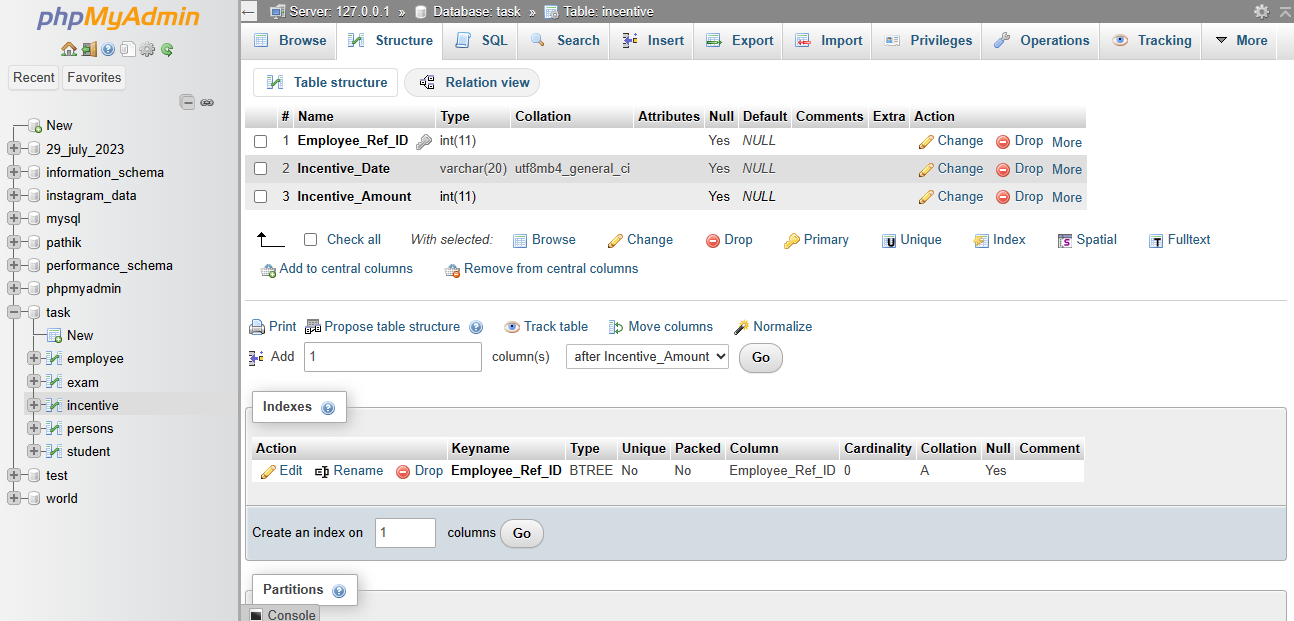 phpMyAdmin
Recent Favorites
New
29_july_2023
information_schema
instagram_data
mysql
pathik
performance_schema
phpmyadmin
task
New
employee
exam
incentive
persons
student
test
world
Server: 127.0.0.1 » Database: task » Table: incentive
Browse Structure SQL Search Insert Export Import Privileges Operations Tracking More
Table structure Relation view
# Name Type Collation Attributes Null Default Comments Extra Action
1 Employee_Ref_ID int(11) Yes NULL Change Drop More
2 Incentive_Date varchar(20) utf8mb4_general_ci Yes NULL Change Drop More
3 Incentive_Amount int(11) Yes NULL Change Drop More
Check all With selected: Browse Change Drop Primary Unique Index Spatial Fulltext
Add to central columns Remove from central columns
Print Propose table structure Track table Move columns Normalize
Add 1 column(s) after Incentive_Amount Go
Indexes
Action Keyname Type Unique Packed Column Cardinality Collation Null Comment
Edit Rename Drop Employee_Ref_ID BTREE No No Employee_Ref_ID 0 A Yes
Create an index on 1 columns Go
Partitions
Console